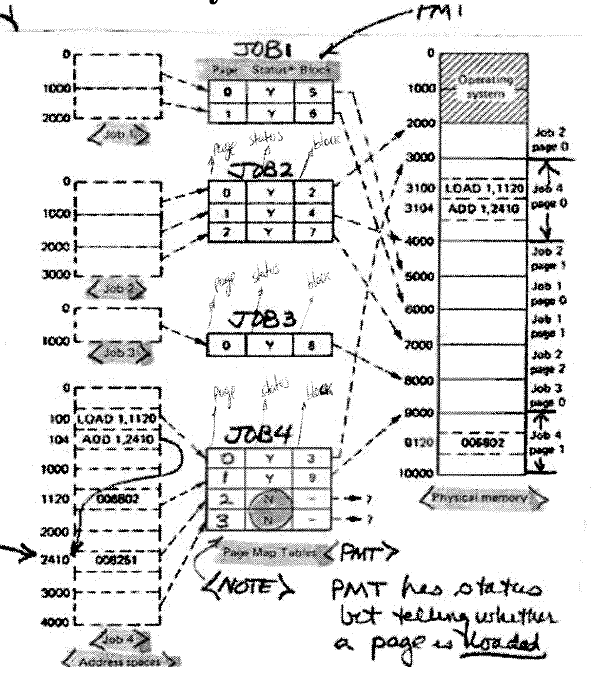 PMT
JOB1
Page Status* Block
0 Y 5
1 Y 6
0
1000
2000
Job 1
page status block
JOB2
0 Y 2
1 Y 4
2 Y 7
0
1000
2000
3000
Job 2
page status block
JOB3
0 Y 8
0
1000
Job 3
page status block
JOB4
0 Y 3
1 Y 9
2 N - ?
3 N - ?
Page Map Tables <PMT>
<NOTE>
0
100 LOAD 1,1120
104 ADD 1,2410
1000
1120 006802
2000
2410 008251
3000
4000
Job 4
Address spaces
0
Operating
system
1000
2000
Job 2
page 0
3000
3100 LOAD 1,1120
3104 ADD 1,2410
Job 4
page 0
4000
Job 2
page 1
5000
Job 1
page 0
6000
Job 1
page 1
7000
Job 2
page 2
8000
Job 3
page 0
9000
9120 006802
Job 4
page 1
10000
Physical memory
PMT has status
bet telling whether
a page is loaded